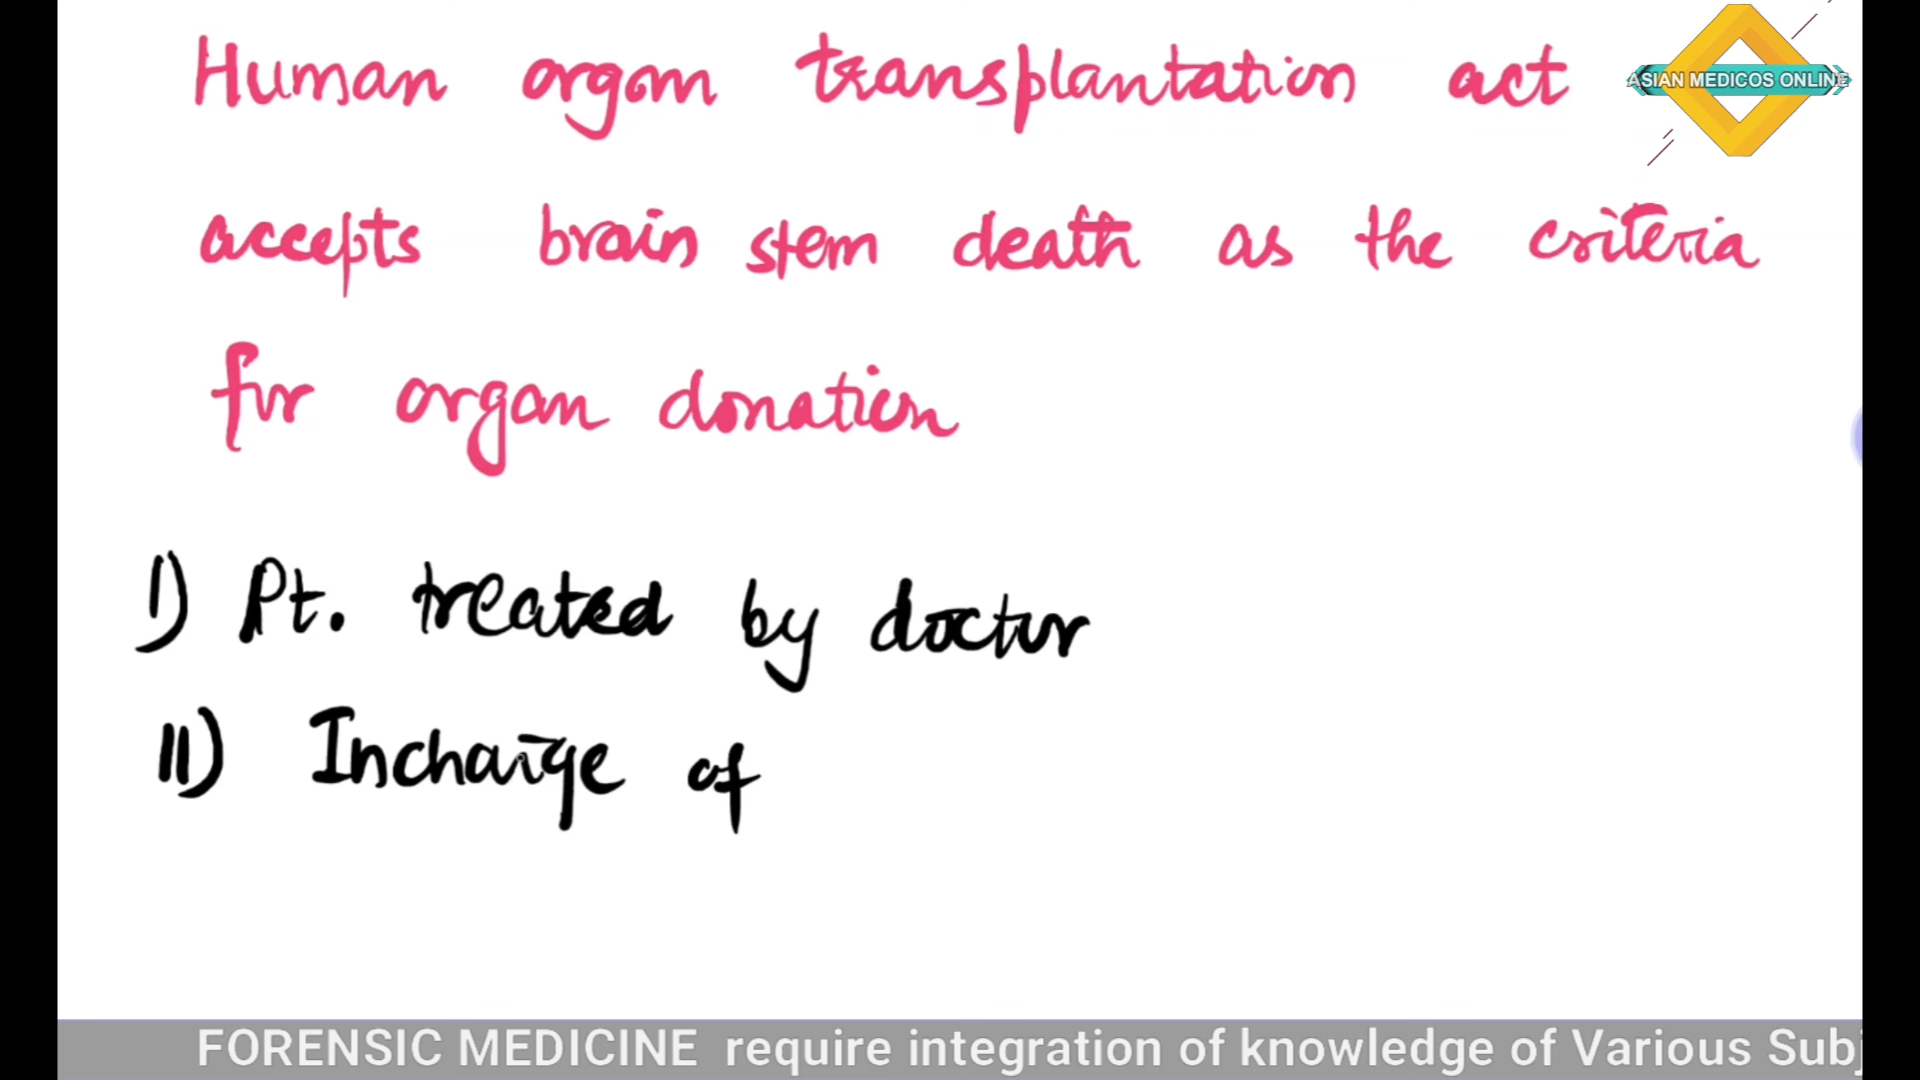 Human organ transplantation act
ASIAN MEDICOS ONLINE
accepts brain stem death as the criteria
for organ donation
I) Pt. treated by doctor
II) Incharge of
FORENSIC MEDICINE require integration of knowledge of Various Subj